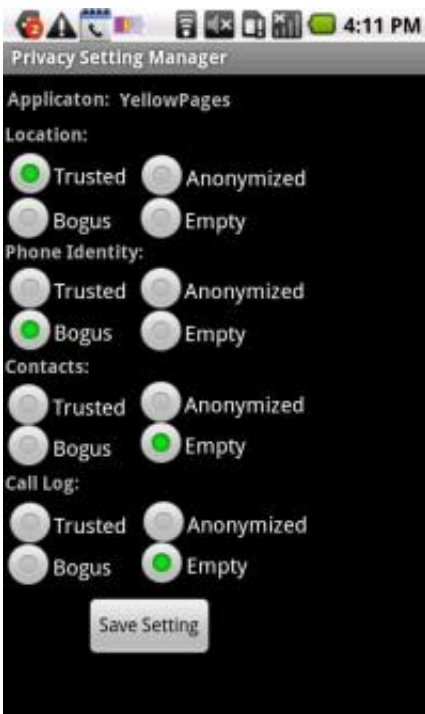 4:11 PM
Privacy Setting Manager
Applicaton: YellowPages
Location:
Trusted Anonymized
Bogus Empty
Phone Identity:
Trusted Anonymized
Bogus Empty
Contacts:
Trusted Anonymized
Bogus Empty
Call Log:
Trusted Anonymized
Bogus Empty
Save Setting